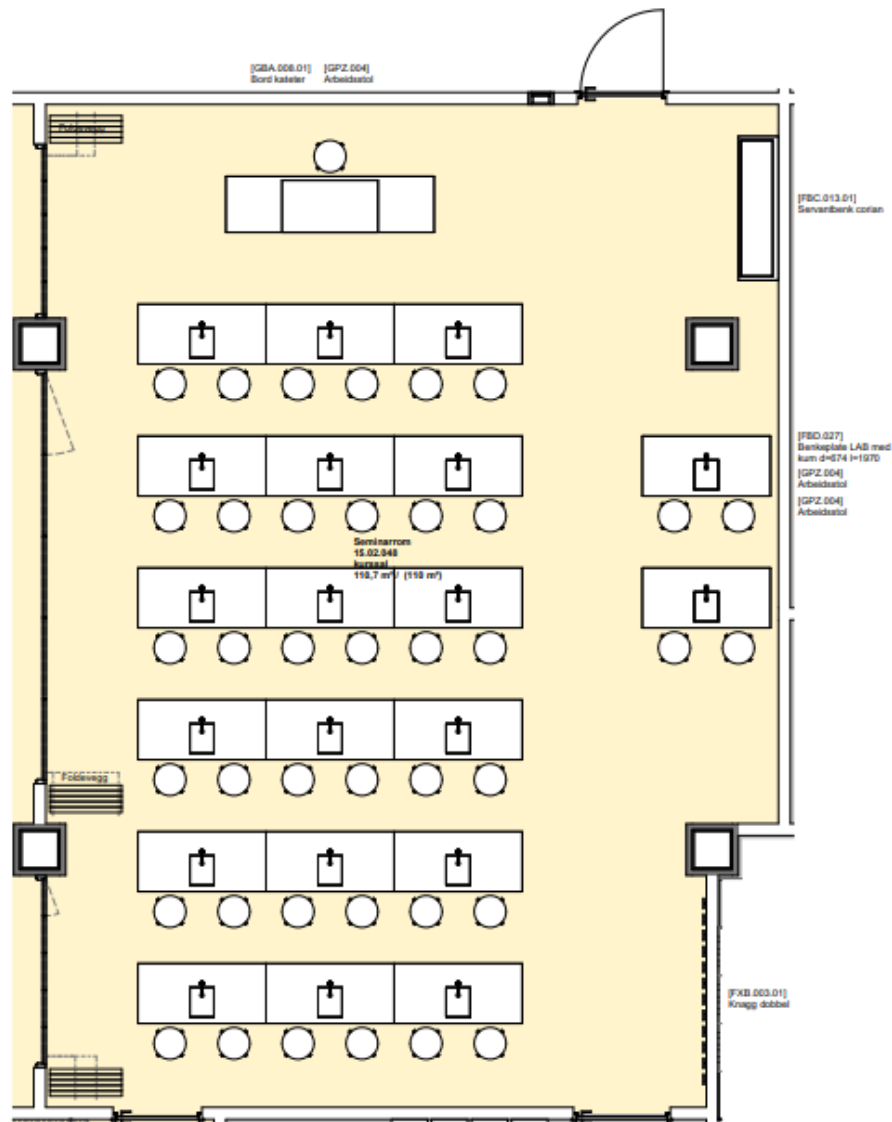 [GBA.008.01]
Bord kateter
[GPZ.004]
Arbeidsstol
Foldevegg
[FBC.013.01]
Servantbenk corian
[FBD.027]
Benkeplate LAB med
kum d=674 l=1970
[GPZ.004]
Arbeidsstol
[GPZ.004]
Arbeidsstol
Seminarrom
15.02.048
kurssal
110,7 m² / (110 m²)
Foldevegg
[FXB.003.01]
Knagg dobbel